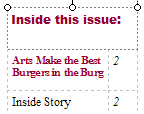 Inside this issue:
Arts Make the Best 2
Burgers in the Burg
Inside Story 2